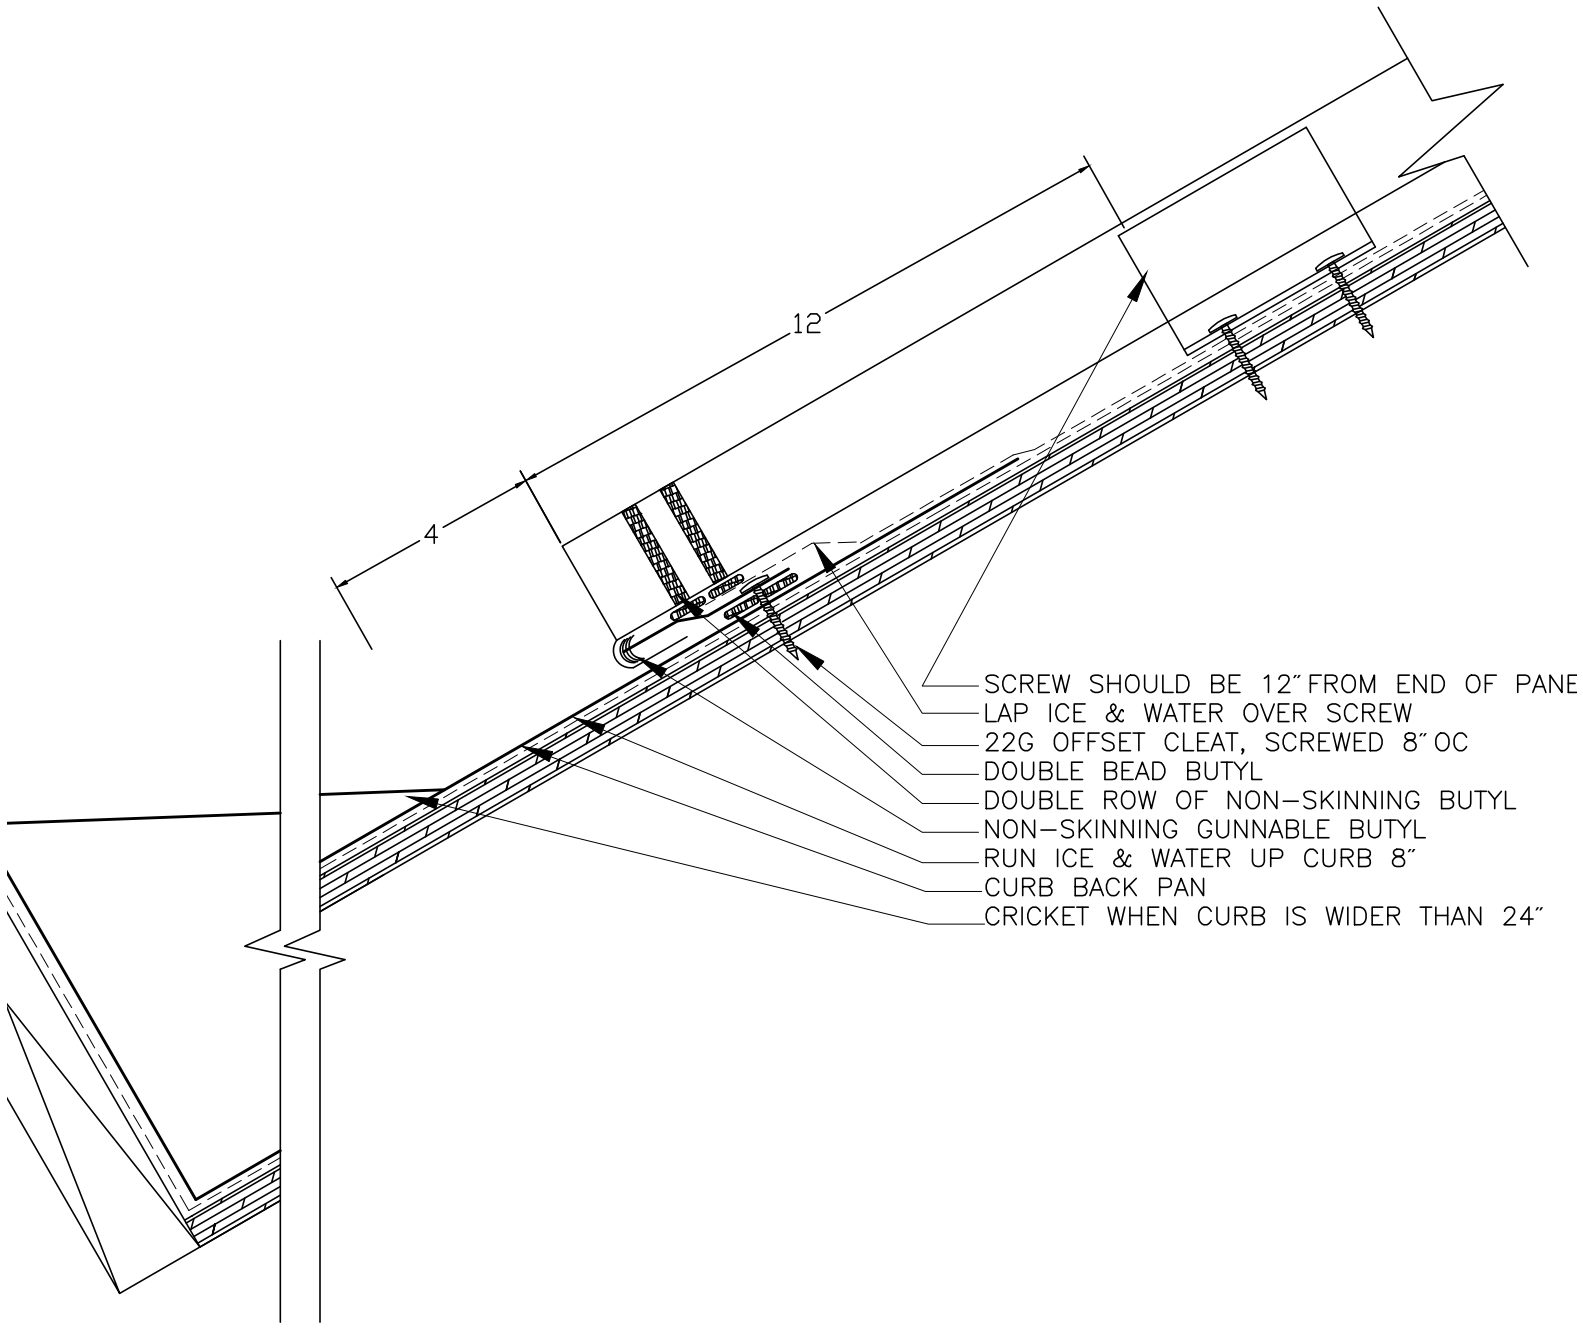 12
4
SCREW SHOULD BE 12" FROM END OF PANE
LAP ICE & WATER OVER SCREW
22G OFFSET CLEAT, SCREWED 8" OC
DOUBLE BEAD BUTYL
DOUBLE ROW OF NON-SKINNING BUTYL
NON-SKINNING GUNNABLE BUTYL
RUN ICE & WATER UP CURB 8"
CURB BACK PAN
CRICKET WHEN CURB IS WIDER THAN 24"